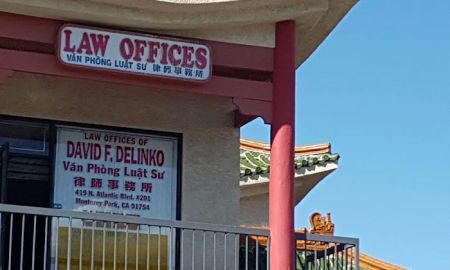 LAW OFFICES
VĂN PHÒNG LUẬT SƯ 律師事務所
LAW OFFICES OF
DAVID F. DELINKO
Văn Phòng Luật Sư
律師事務所
419 N. Atlantic Blvd. #201
Monterey Park, CA 91754